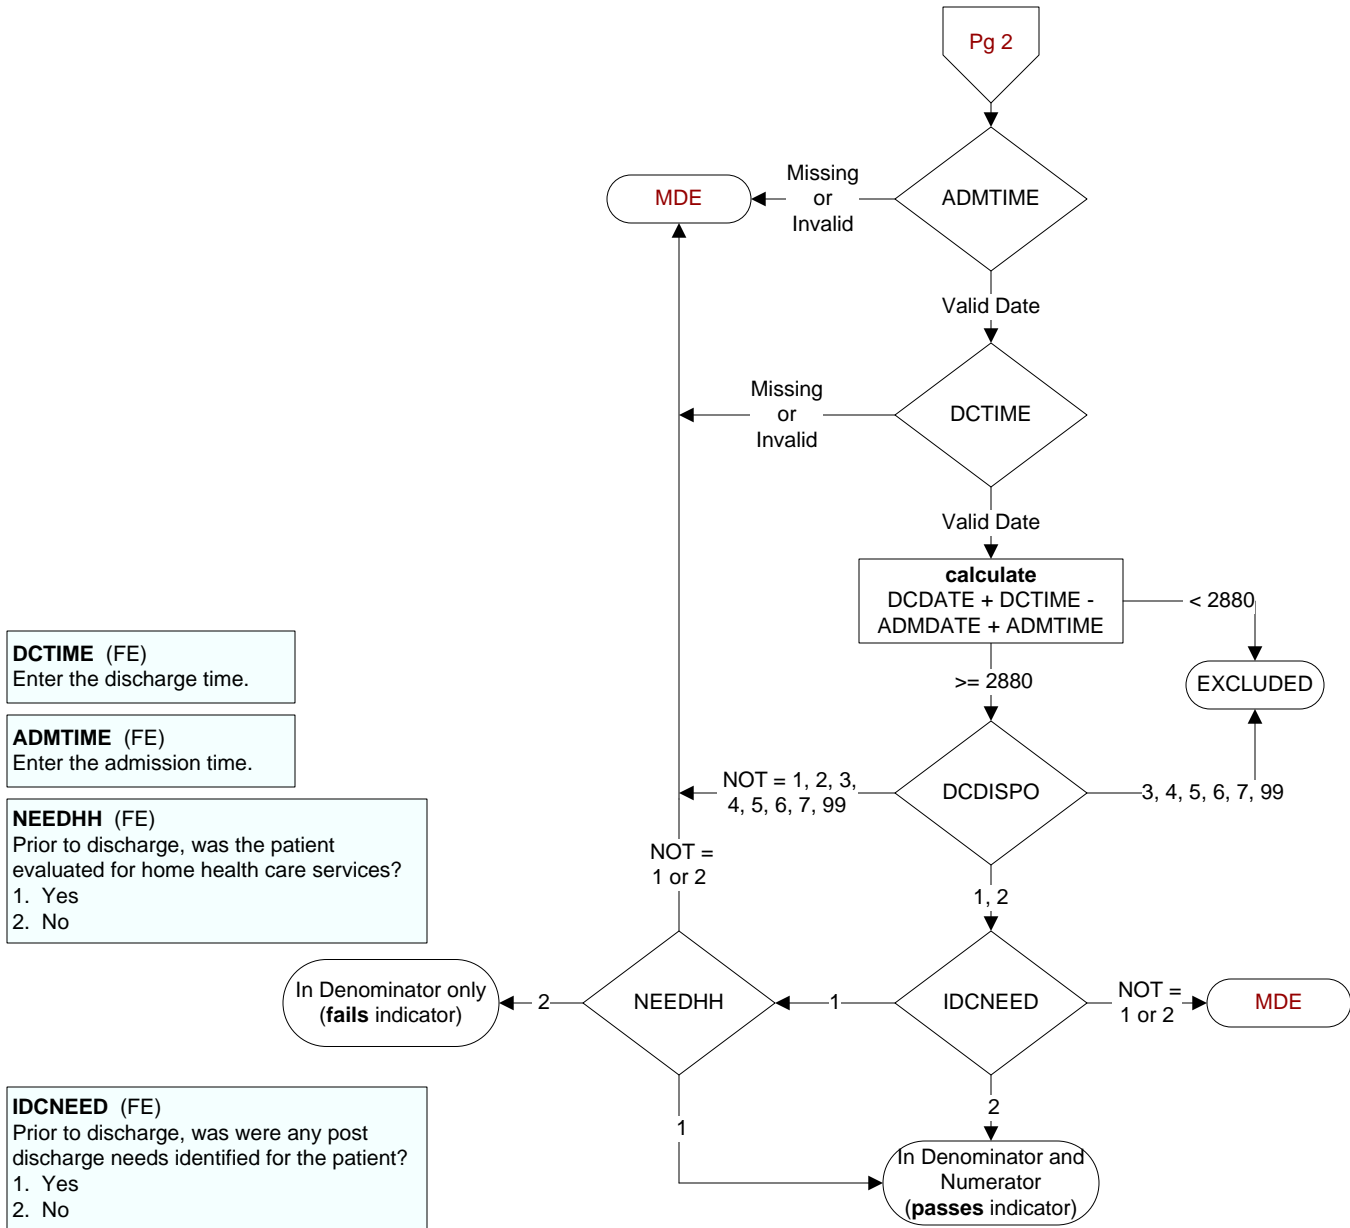 Pg 2
ADMTIME
Missing
or
Invalid
MDE
Valid Date
DCTIME
Missing
or
Invalid
Valid Date
calculate
DCDATE + DCTIME -
ADMDATE + ADMTIME
< 2880
EXCLUDED
>= 2880
DCDISPO
NOT = 1, 2, 3,
4, 5, 6, 7, 99
3, 4, 5, 6, 7, 99
1, 2
IDCNEED
NOT =
1 or 2
MDE
1
NEEDHH
NOT =
1 or 2
2
In Denominator only
(fails indicator)
1
2
In Denominator and
Numerator
(passes indicator)
DCTIME (FE)
Enter the discharge time.
ADMTIME (FE)
Enter the admission time.
NEEDHH (FE)
Prior to discharge, was the patient
evaluated for home health care services?
1. Yes
2. No
IDCNEED (FE)
Prior to discharge, was were any post
discharge needs identified for the patient?
1. Yes
2. No